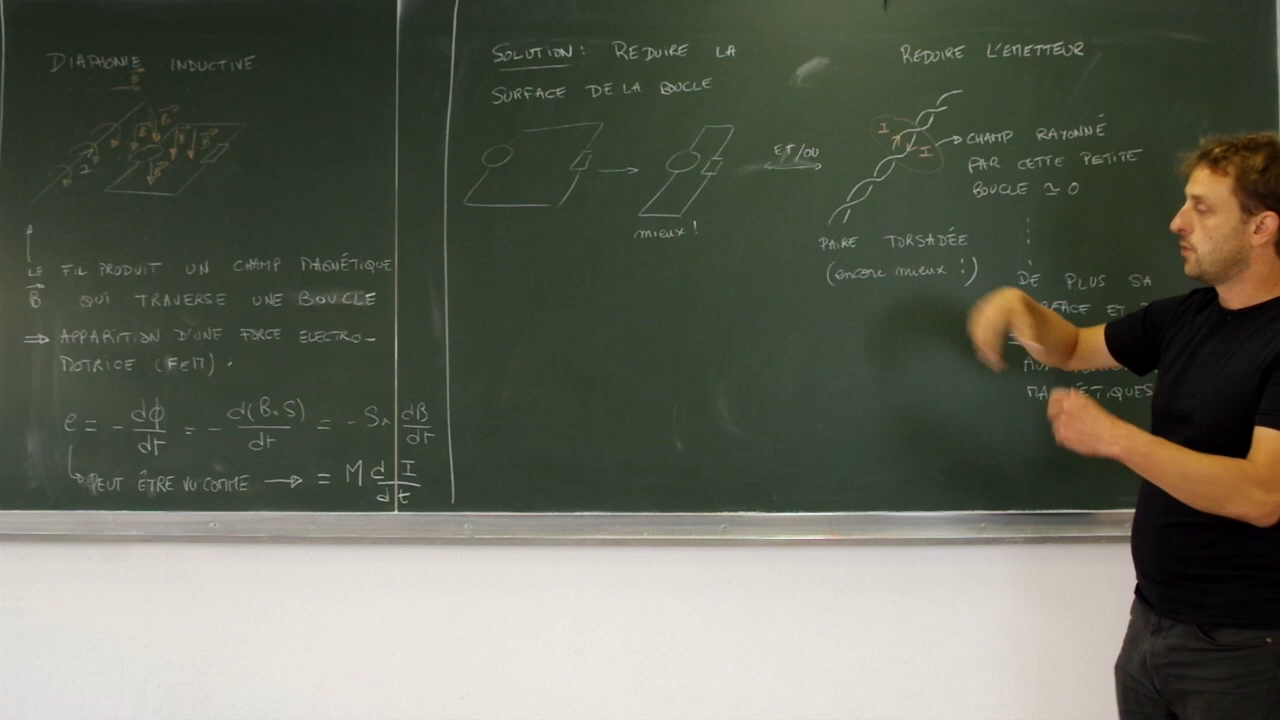 DIAPHONIE INDUCTIVE
B
B B B
I
LE FIL PRODUIT UN CHAMP MAGNÉTIQUE
B QUI TRAVERSE UNE BOUCLE
⇒ APPARITION D'UNE FORCE ELECTRO-
MOTRICE (FEM).
e = - dϕ/dt = - d(B×S)/dt = - S× dB/dt
PEUT ÊTRE VU COMME → = M dI/dt
SOLUTION: REDUIRE LA
SURFACE DE LA BOUCLE
mieux !
ET/OU
REDUIRE L'EMETTEUR
I
I
CHAMP RAYONNÉ
PAR CETTE PETITE
BOUCLE ≃ 0
PAIRE TORSADÉE
(encore mieux !)
DE PLUS SA
ET
MAGNÉTIQUES